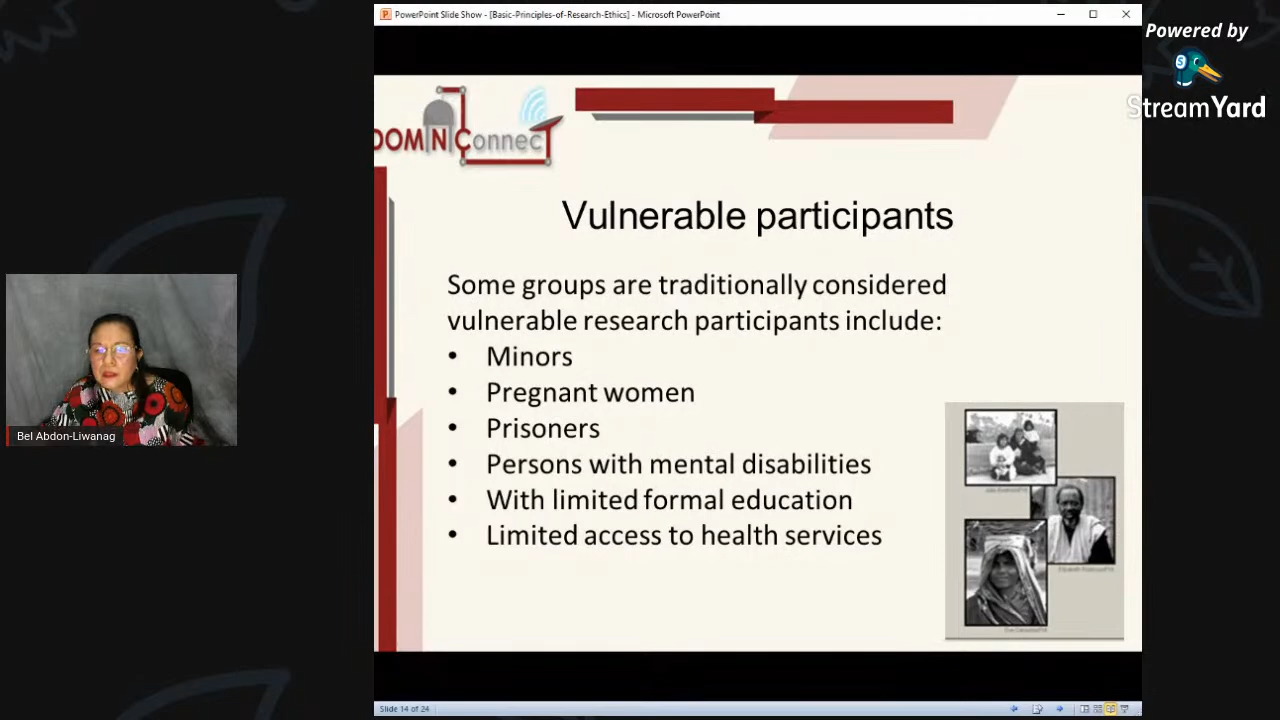 PowerPoint Slide Show - [Basic-Principles-of-Research-Ethics] - Microsoft PowerPoint
Powered by
StreamYard
DOMINConnecT
Vulnerable participants
Some groups are traditionally considered
vulnerable research participants include:
• Minors
• Pregnant women
• Prisoners
• Persons with mental disabilities
• With limited formal education
• Limited access to health services
Bel Abdon-Liwanag
Slide 14 of 24